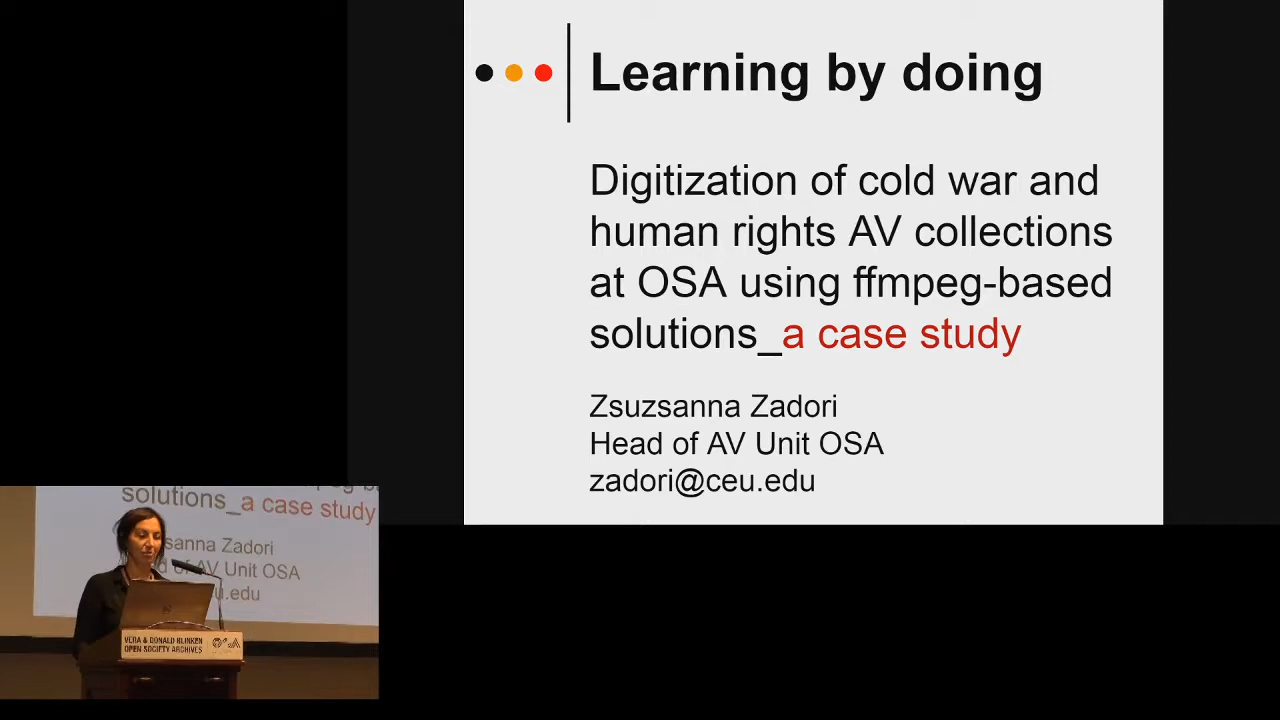 Learning by doing
Digitization of cold war and
human rights AV collections
at OSA using ffmpeg-based
solutions_a case study
Zsuzsanna Zadori
Head of AV Unit OSA
zadori@ceu.edu
solutions_a case study
sanna Zadori
of AV Unit OSA
.edu
VERA & DONALD BLINKEN
OPEN SOCIETY ARCHIVES